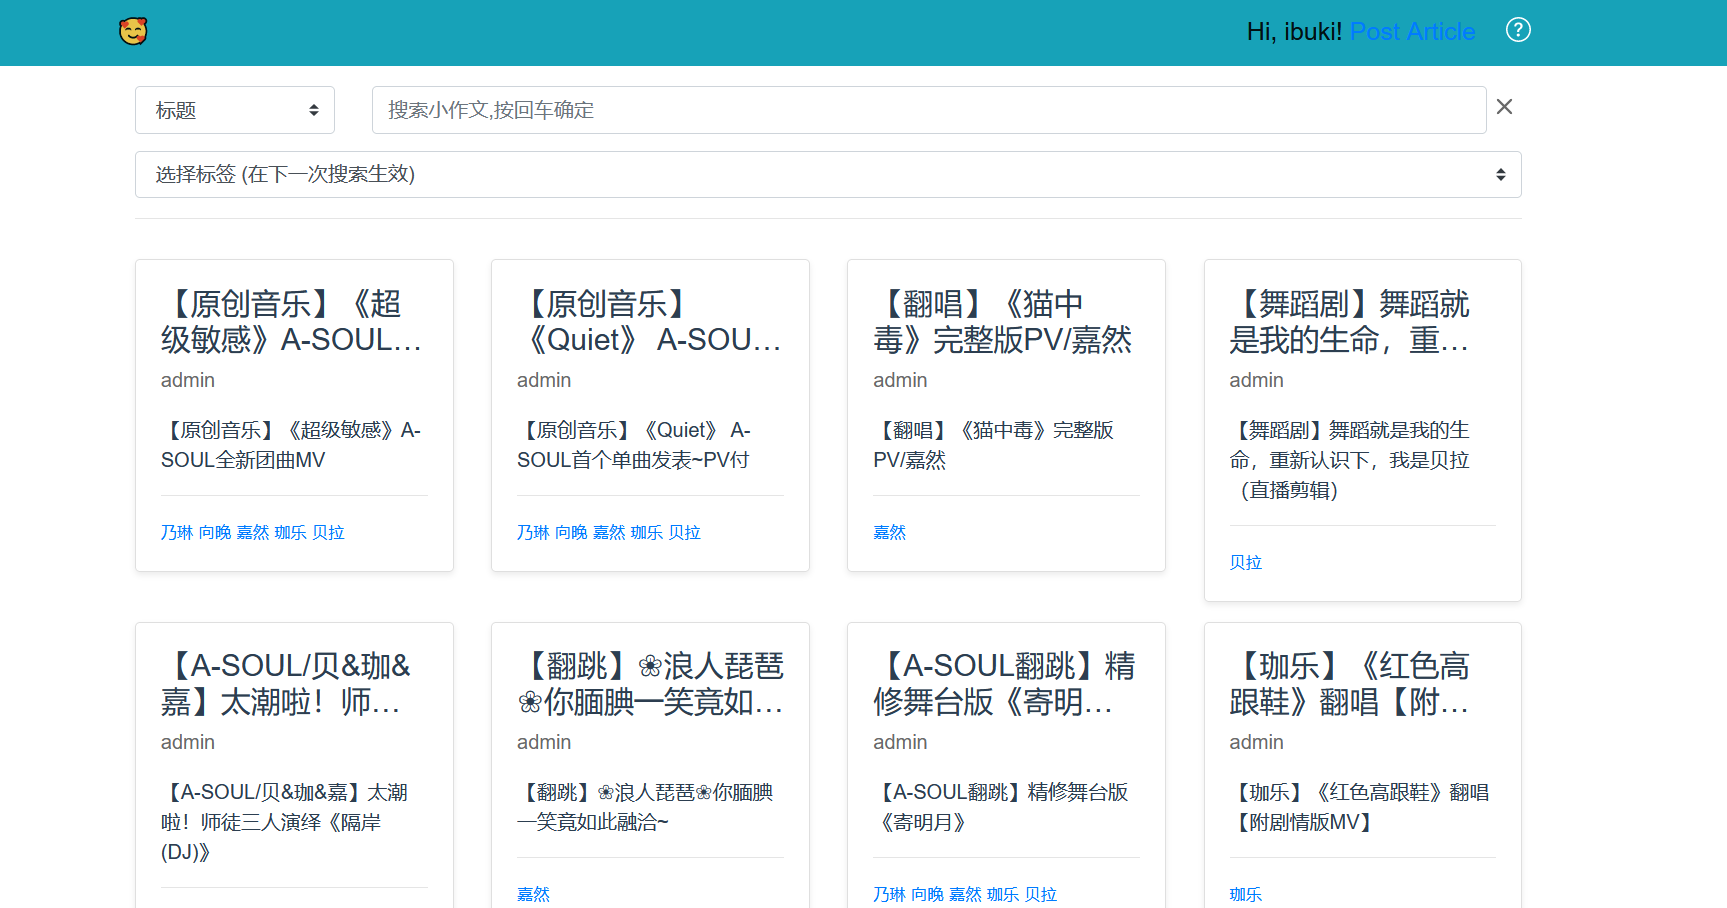 Hi, ibuki! Post Article
标题
搜索小作文,按回车确定
选择标签 (在下一次搜索生效)
【原创音乐】《超
级敏感》A-SOUL…
admin
【原创音乐】《超级敏感》A-
SOUL全新团曲MV
乃琳 向晚 嘉然 珈乐 贝拉
【原创音乐】
《Quiet》 A-SOU…
admin
【原创音乐】《Quiet》 A-
SOUL首个单曲发表~PV付
乃琳 向晚 嘉然 珈乐 贝拉
【翻唱】《猫中
毒》完整版PV/嘉然
admin
【翻唱】《猫中毒》完整版
PV/嘉然
嘉然
【舞蹈剧】舞蹈就
是我的生命，重…
admin
【舞蹈剧】舞蹈就是我的生
命，重新认识下，我是贝拉
（直播剪辑）
贝拉
【A-SOUL/贝&珈&
嘉】太潮啦！师…
admin
【A-SOUL/贝&珈&嘉】太潮
啦！师徒三人演绎《隔岸
(DJ)》
【翻跳】❀浪人琵琶
❀你腼腆一笑竟如…
admin
【翻跳】❀浪人琵琶❀你腼腆
一笑竟如此融洽~
嘉然
【A-SOUL翻跳】精
修舞台版《寄明…
admin
【A-SOUL翻跳】精修舞台版
《寄明月》
乃琳 向晚 嘉然 珈乐 贝拉
【珈乐】《红色高
跟鞋》翻唱【附…
admin
【珈乐】《红色高跟鞋》翻唱
【附剧情版MV】
珈乐